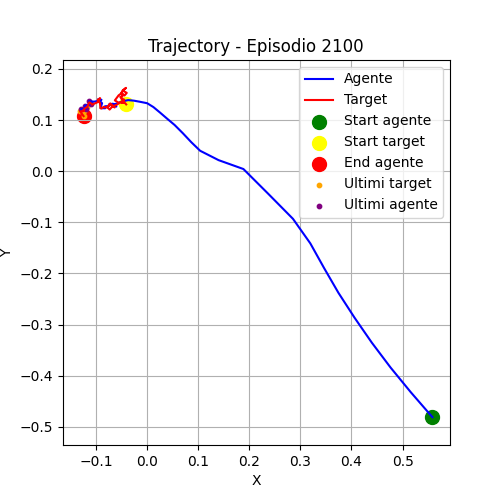 Trajectory - Episodio 2100
Agente
Target
Start agente
Start target
End agente
Ultimi target
Ultimi agente
0.2
0.1
0.0
−0.1
−0.2
−0.3
−0.4
−0.5
Y
−0.1
0.0
0.1
0.2
0.3
0.4
0.5
X